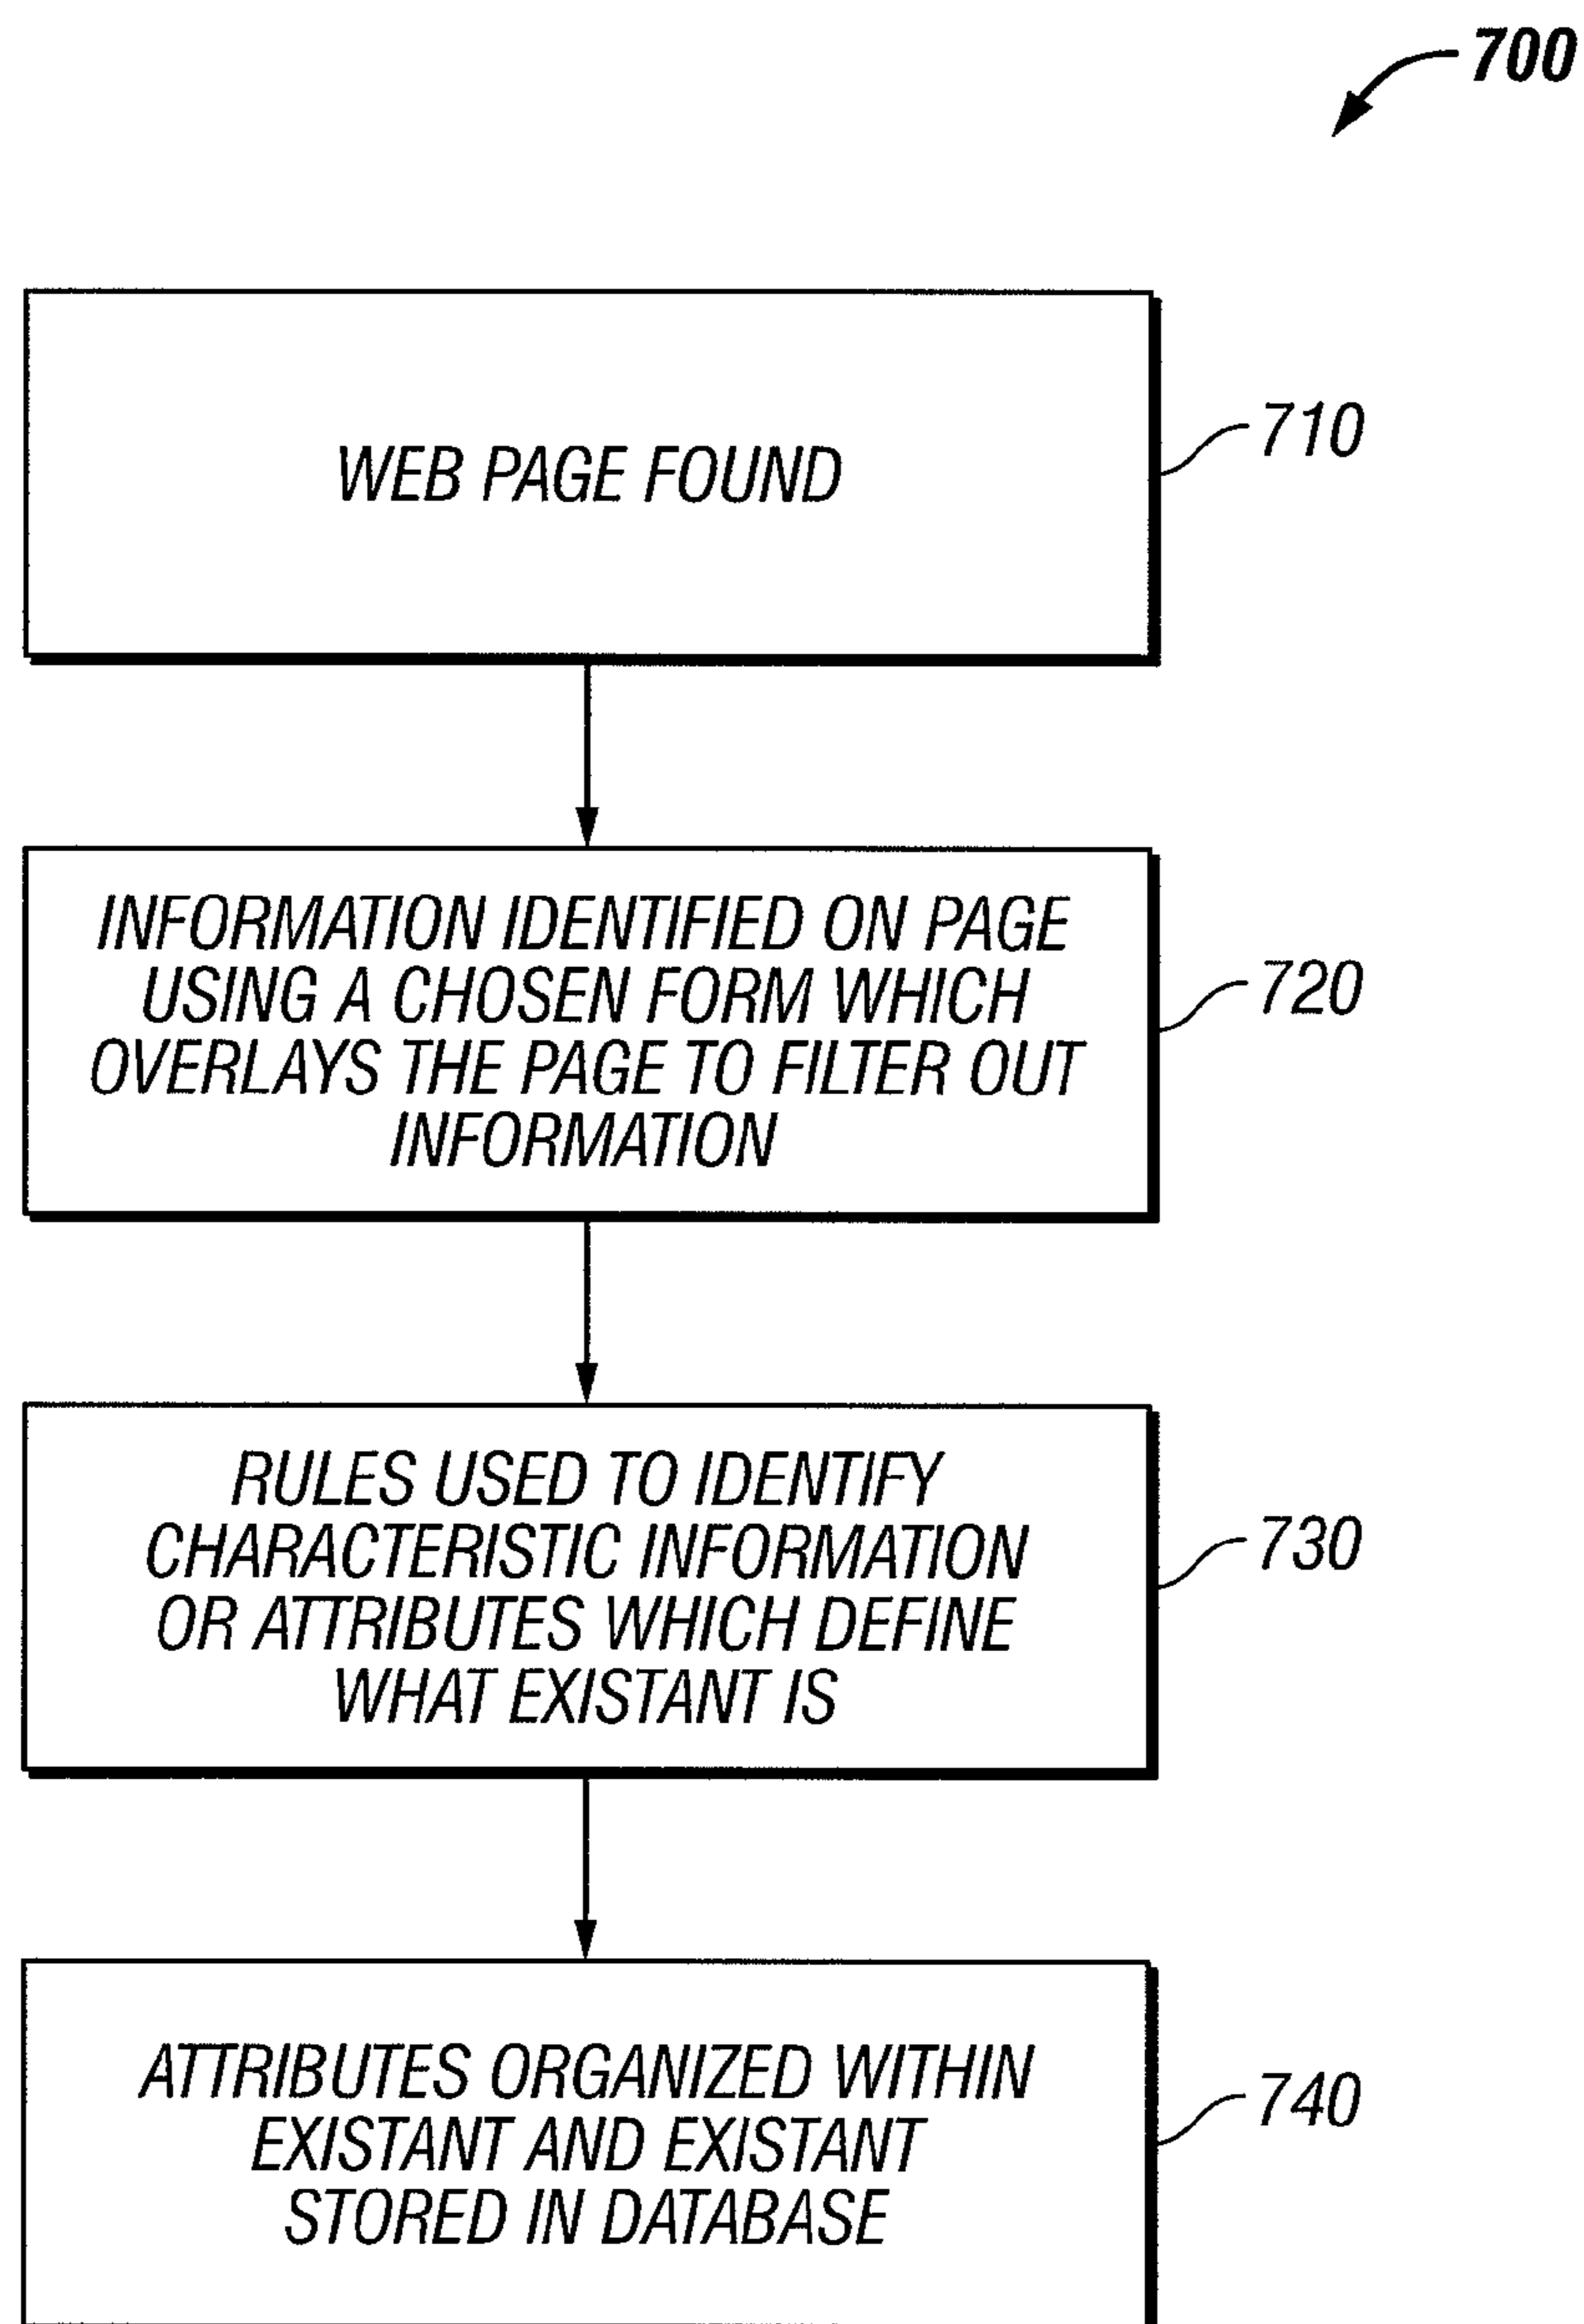 700
WEB PAGE FOUND
710
INFORMATION IDENTIFIED ON PAGE
USING A CHOSEN FORM WHICH
OVERLAYS THE PAGE TO FILTER OUT
INFORMATION
720
RULES USED TO IDENTIFY
CHARACTERISTIC INFORMATION
OR ATTRIBUTES WHICH DEFINE
WHAT EXISTANT IS
730
ATTRIBUTES ORGANIZED WITHIN
EXISTANT AND EXISTANT
STORED IN DATABASE
740